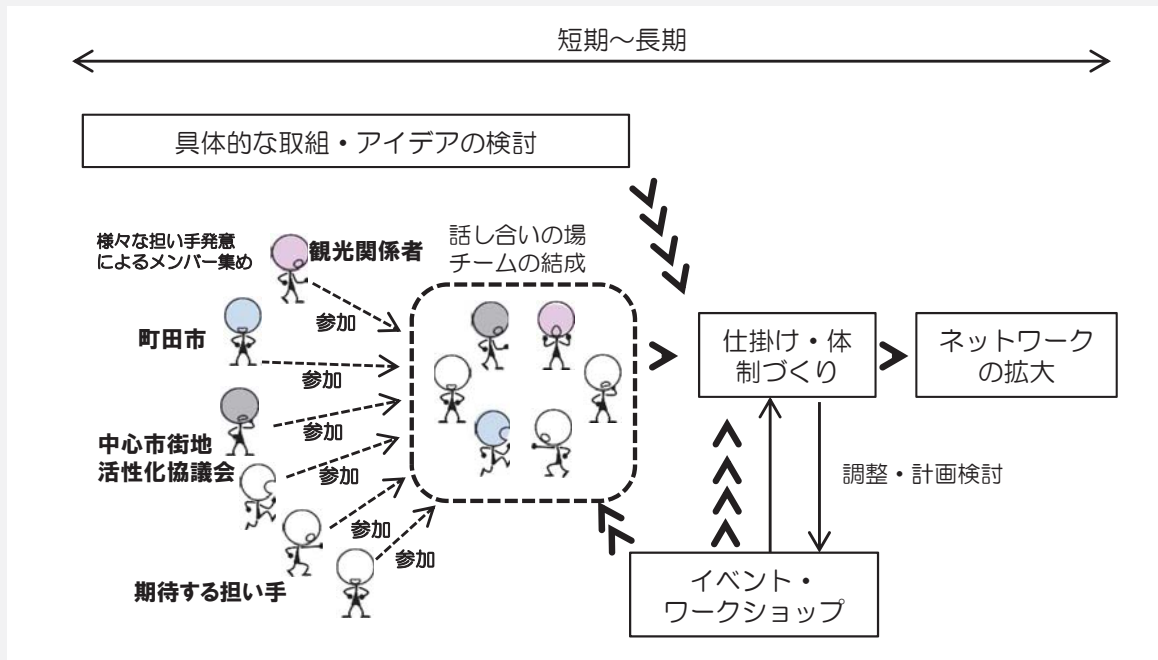 短期～長期
具体的な取組・アイデアの検討
様々な担い手発意
によるメンバー集め
観光関係者
話し合いの場
チームの結成
参加
町田市
参加
仕掛け・体
制づくり
ネットワーク
の拡大
参加
中心市街地
活性化協議会
参加
調整・計画検討
参加
参加
期待する担い手
イベント・
ワークショップ